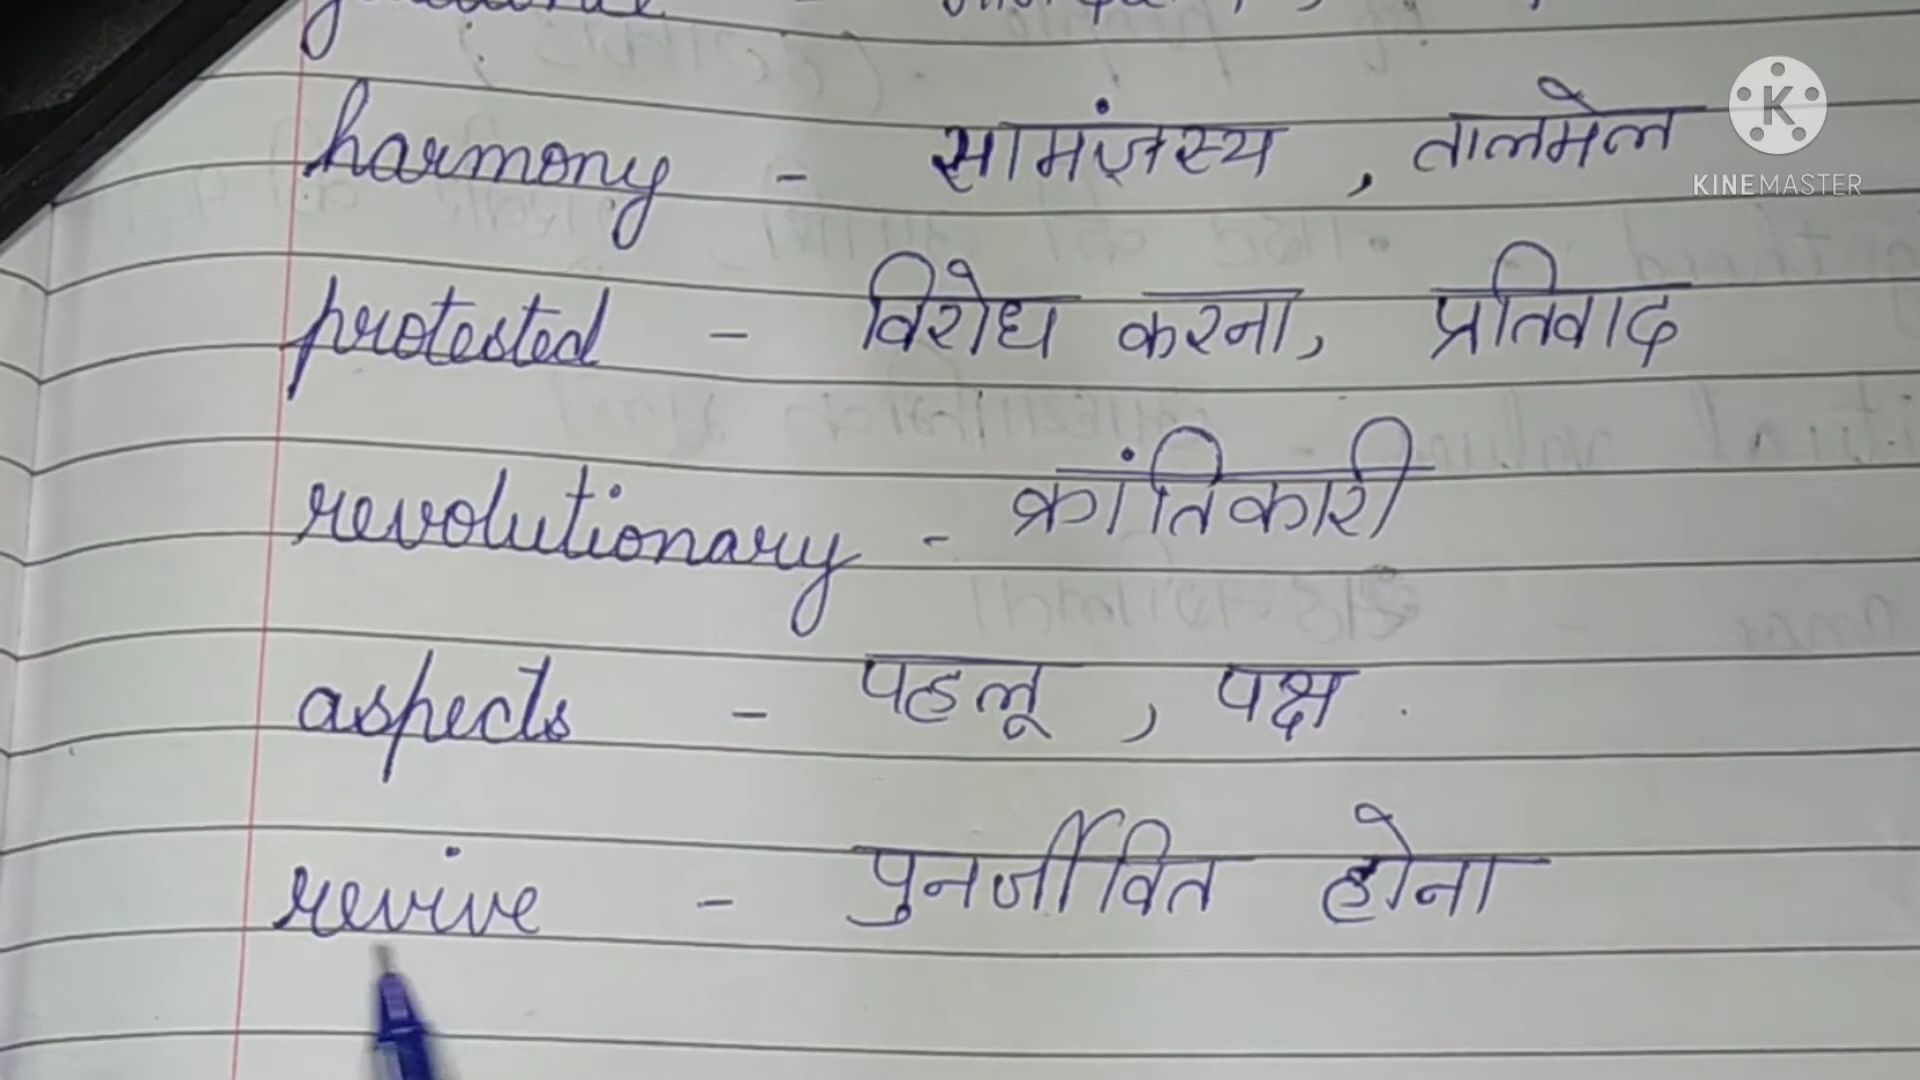 harmony - सामंजस्य, तालमेल
KINEMASTER
protested - विरोध करना, प्रतिवाद
revolutionary - क्रांतिकारी
aspects - पहलू, पक्ष.
revive - पुनर्जीवित होना